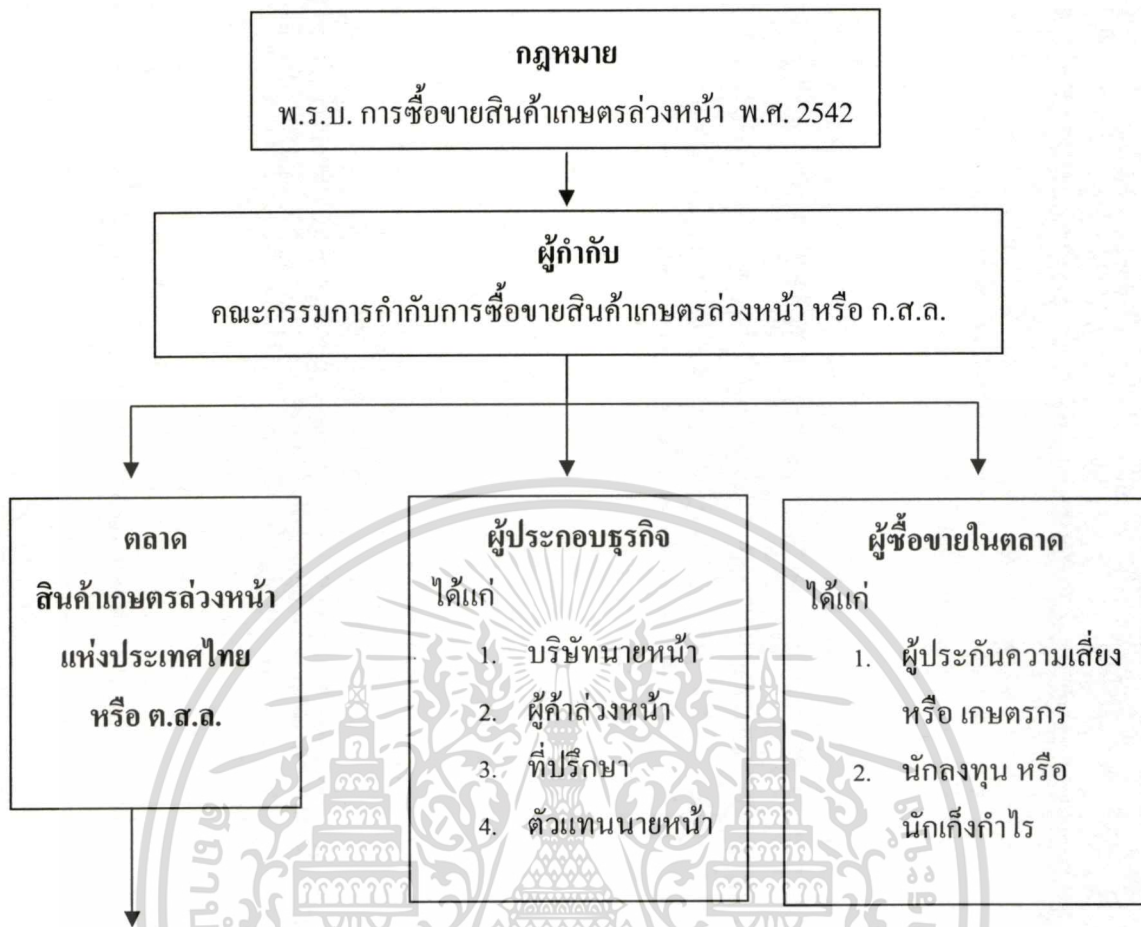 กฎหมาย
พ.ร.บ. การซื้อขายสินค้าเกษตรล่วงหน้า พ.ศ. 2542
ผู้กำกับ
คณะกรรมการกำกับการซื้อขายสินค้าเกษตรล่วงหน้า หรือ ก.ส.ล.
ตลาด
สินค้าเกษตรล่วงหน้า
แห่งประเทศไทย
หรือ ต.ส.ล.
ผู้ประกอบธุรกิจ
ได้แก่
1. บริษัทนายหน้า
2. ผู้ค้าล่วงหน้า
3. ที่ปรึกษา
4. ตัวแทนนายหน้า
ผู้ซื้อขายในตลาด
ได้แก่
1. ผู้ประกันความเสี่ยง
หรือ เกษตรกร
2. นักลงทุน หรือ
นักเก็งกำไร